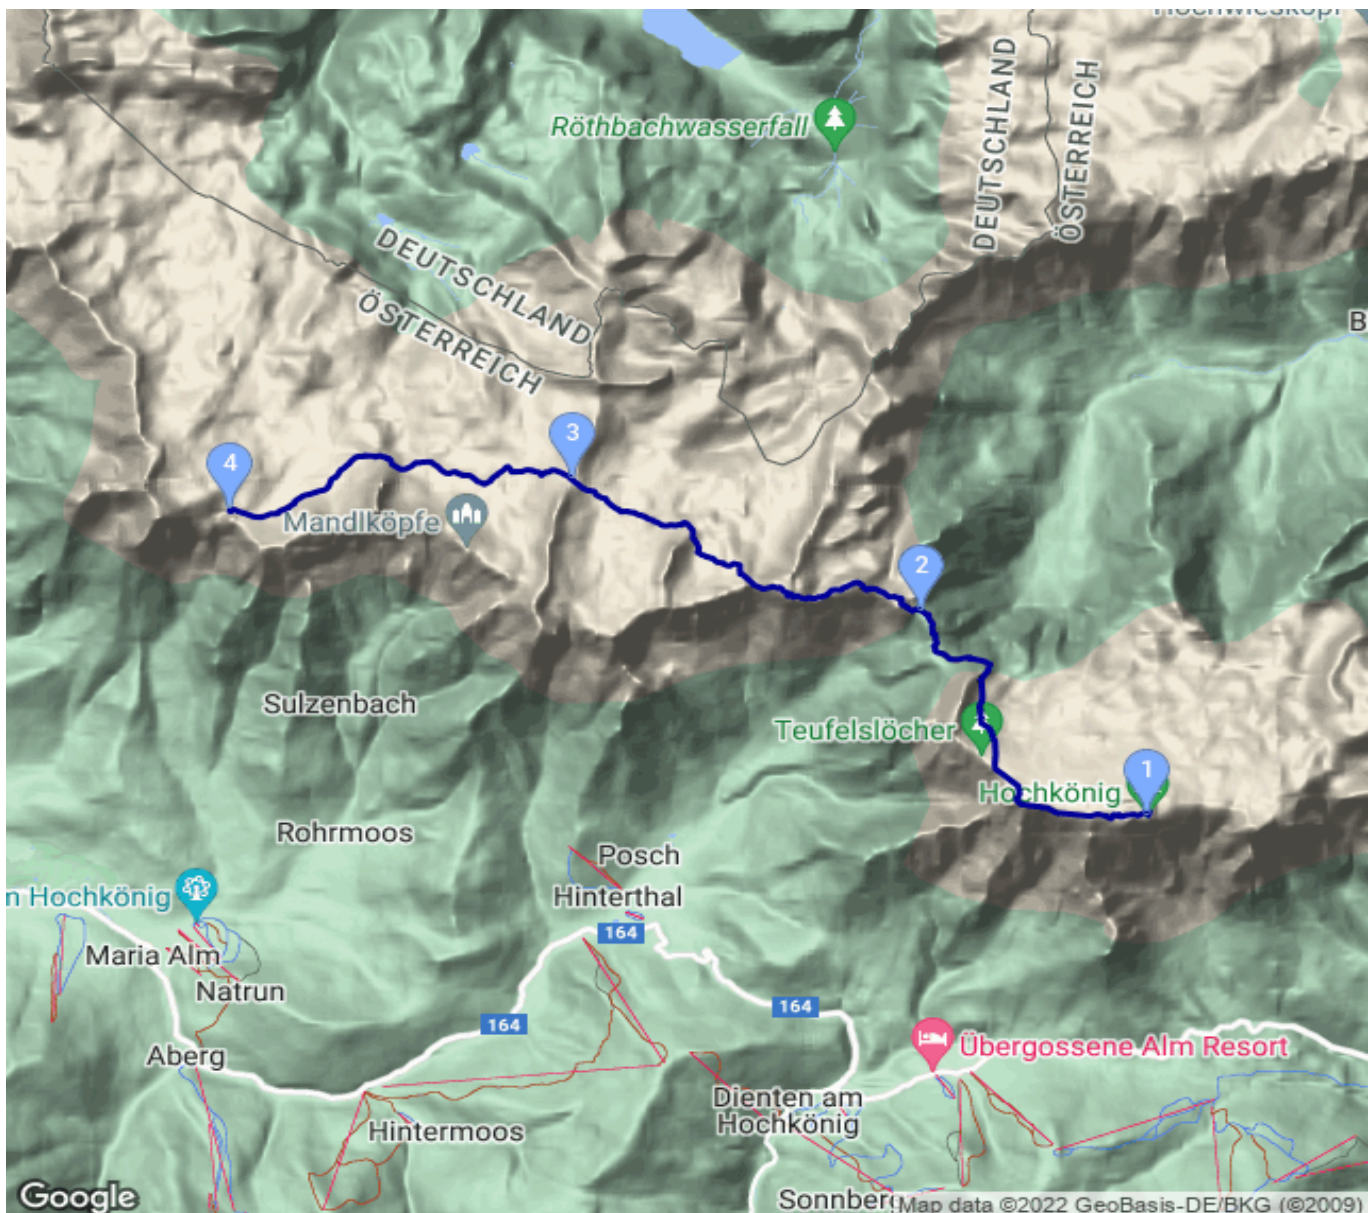 Röthbachwasserfall
DEUTSCHLAND
ÖSTERREICH
DEUTSCHLAND
ÖSTERREICH
B
3
4
Mandlköpfe
2
Sulzenbach
Teufelslöcher
1
Hochkönig
Rohrmoos
Posch
n Hochkönig
Hinterthal
164
Maria Alm
Natrun
164
164
Aberg
Übergossene Alm Resort
Dienten am
Hochkönig
Hintermoos
Google
Sonnberg
Map data ©2022 GeoBasis-DE/BKG (©2009)